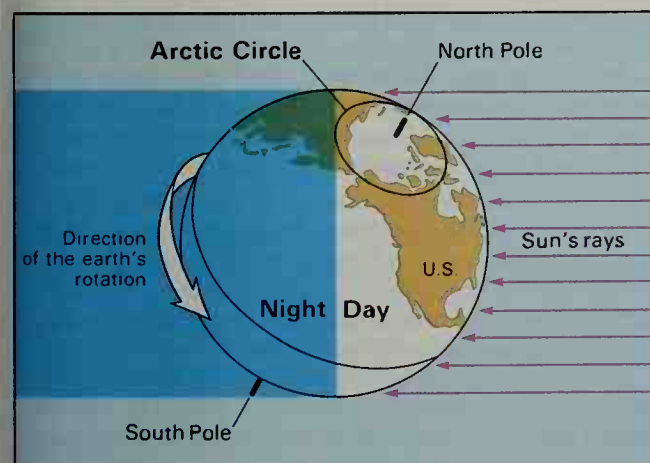 Arctic Circle
North Pole
Direction
of the earth's
rotation
Sun's rays
U.S.
Night Day
South Pole